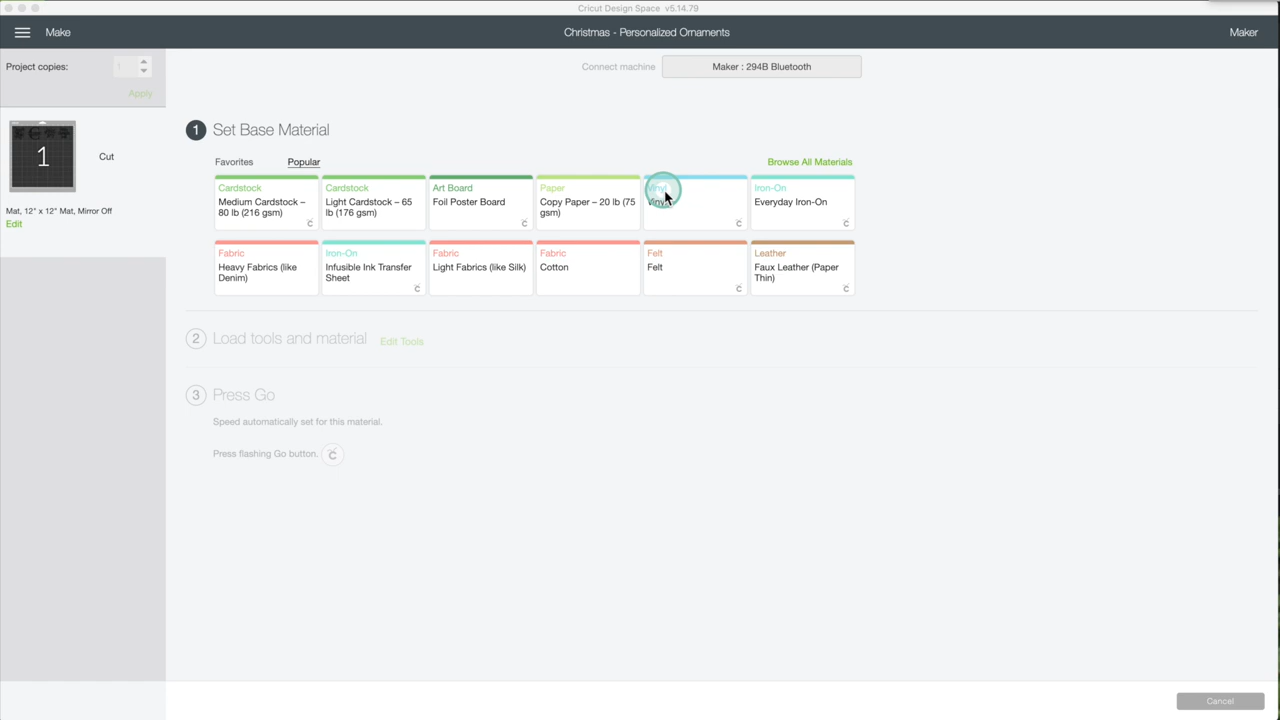 Cricut Design Space v5.14.79
Make
Christmas - Personalized Ornaments
Maker
Project copies:
1
Apply
Connect machine
Maker : 294B Bluetooth
1
Cut
Mat, 12" x 12" Mat, Mirror Off
Edit
1 Set Base Material
Favorites
Popular
Browse All Materials
Cardstock
Medium Cardstock –
80 lb (216 gsm)
Cardstock
Light Cardstock – 65
lb (176 gsm)
Art Board
Foil Poster Board
Paper
Copy Paper – 20 lb (75
gsm)
Vinyl
Vinyl
Iron-On
Everyday Iron-On
Fabric
Heavy Fabrics (like
Denim)
Iron-On
Infusible Ink Transfer
Sheet
Fabric
Light Fabrics (like Silk)
Fabric
Cotton
Felt
Felt
Leather
Faux Leather (Paper
Thin)
2 Load tools and material
Edit Tools
3 Press Go
Speed automatically set for this material.
Press flashing Go button.
Cancel